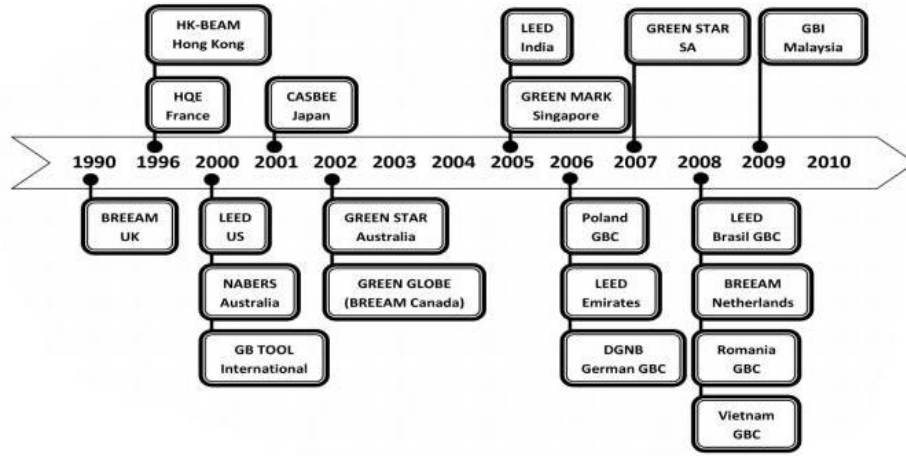 HK-BEAM
Hong Kong
LEED
India
GREEN STAR
SA
GBI
Malaysia
HQE
France
CASBEE
Japan
GREEN MARK
Singapore
1990 1996 2000 2001 2002 2003 2004 2005 2006 2007 2008 2009 2010
BREEAM
UK
LEED
US
GREEN STAR
Australia
Poland
GBC
LEED
Brasil GBC
NABERS
Australia
GREEN GLOBE
(BREEAM Canada)
LEED
Emirates
BREEAM
Netherlands
GB TOOL
International
DGNB
German GBC
Romania
GBC
Vietnam
GBC